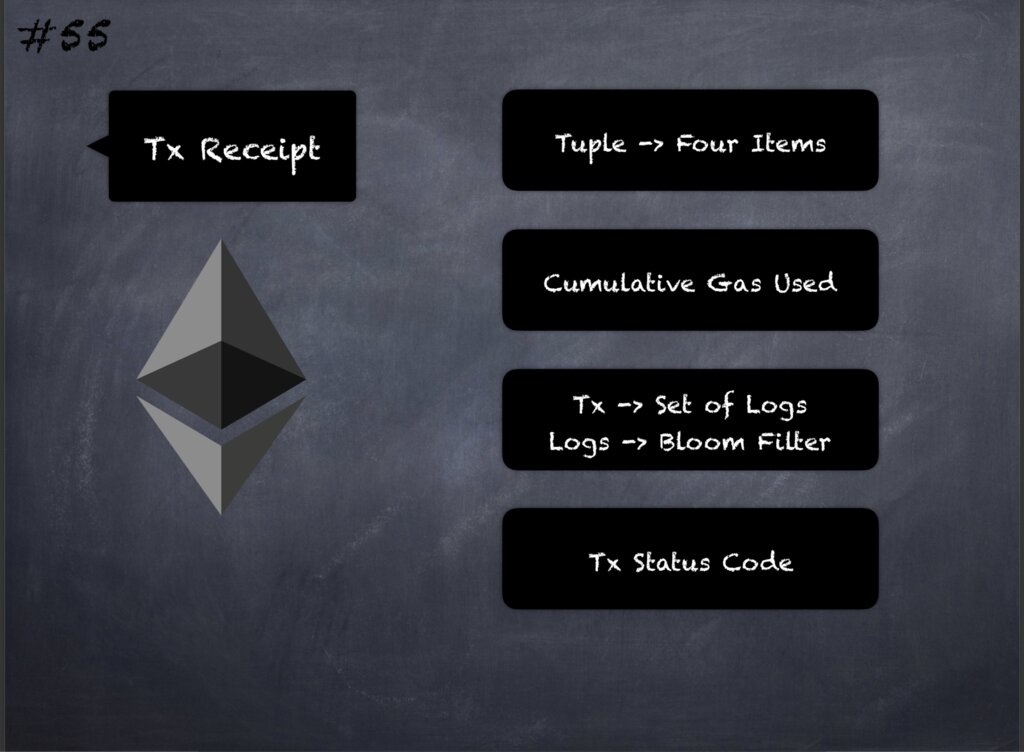 #55
Tx Receipt
Tuple -> Four Items
Cumulative Gas Used
Tx -> Set of Logs
Logs -> Bloom Filter
Tx Status Code